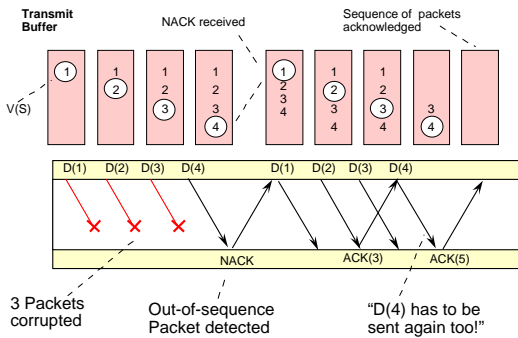 Transmit
Buffer
NACK received
Sequence of packets
acknowledged
V(S)
1
1
2
1
2
3
1
2
3
4
1
2
3
4
1
2
3
4
1
2
3
4
3
4
D(1) D(2) D(3) D(4) D(1) D(2) D(3) D(4)
NACK ACK(3) ACK(5)
3 Packets
corrupted
Out-of-sequence
Packet detected
“D(4) has to be
sent again too!”